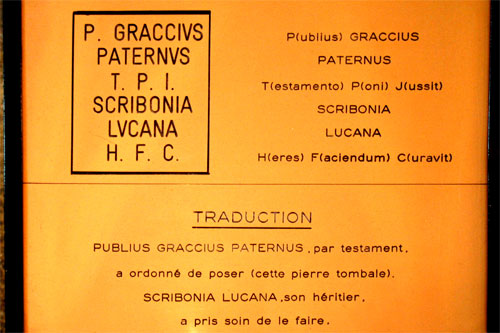 P. GRACCIVS
PATERNVS
T. P. I.
SCRIBONIA
LVCANA
H. F. C.
P(ublius) GRACCIUS
PATERNUS
T(estamento) P(oni) J(ussit)
SCRIBONIA
LUCANA
H(eres) F(aciendum) C(uravit)
TRADUCTION
PUBLIUS GRACCIUS PATERNUS, par testament,
a ordonné de poser (cette pierre tombale).
SCRIBONIA LUCANA, son héritier,
a pris soin de le faire.